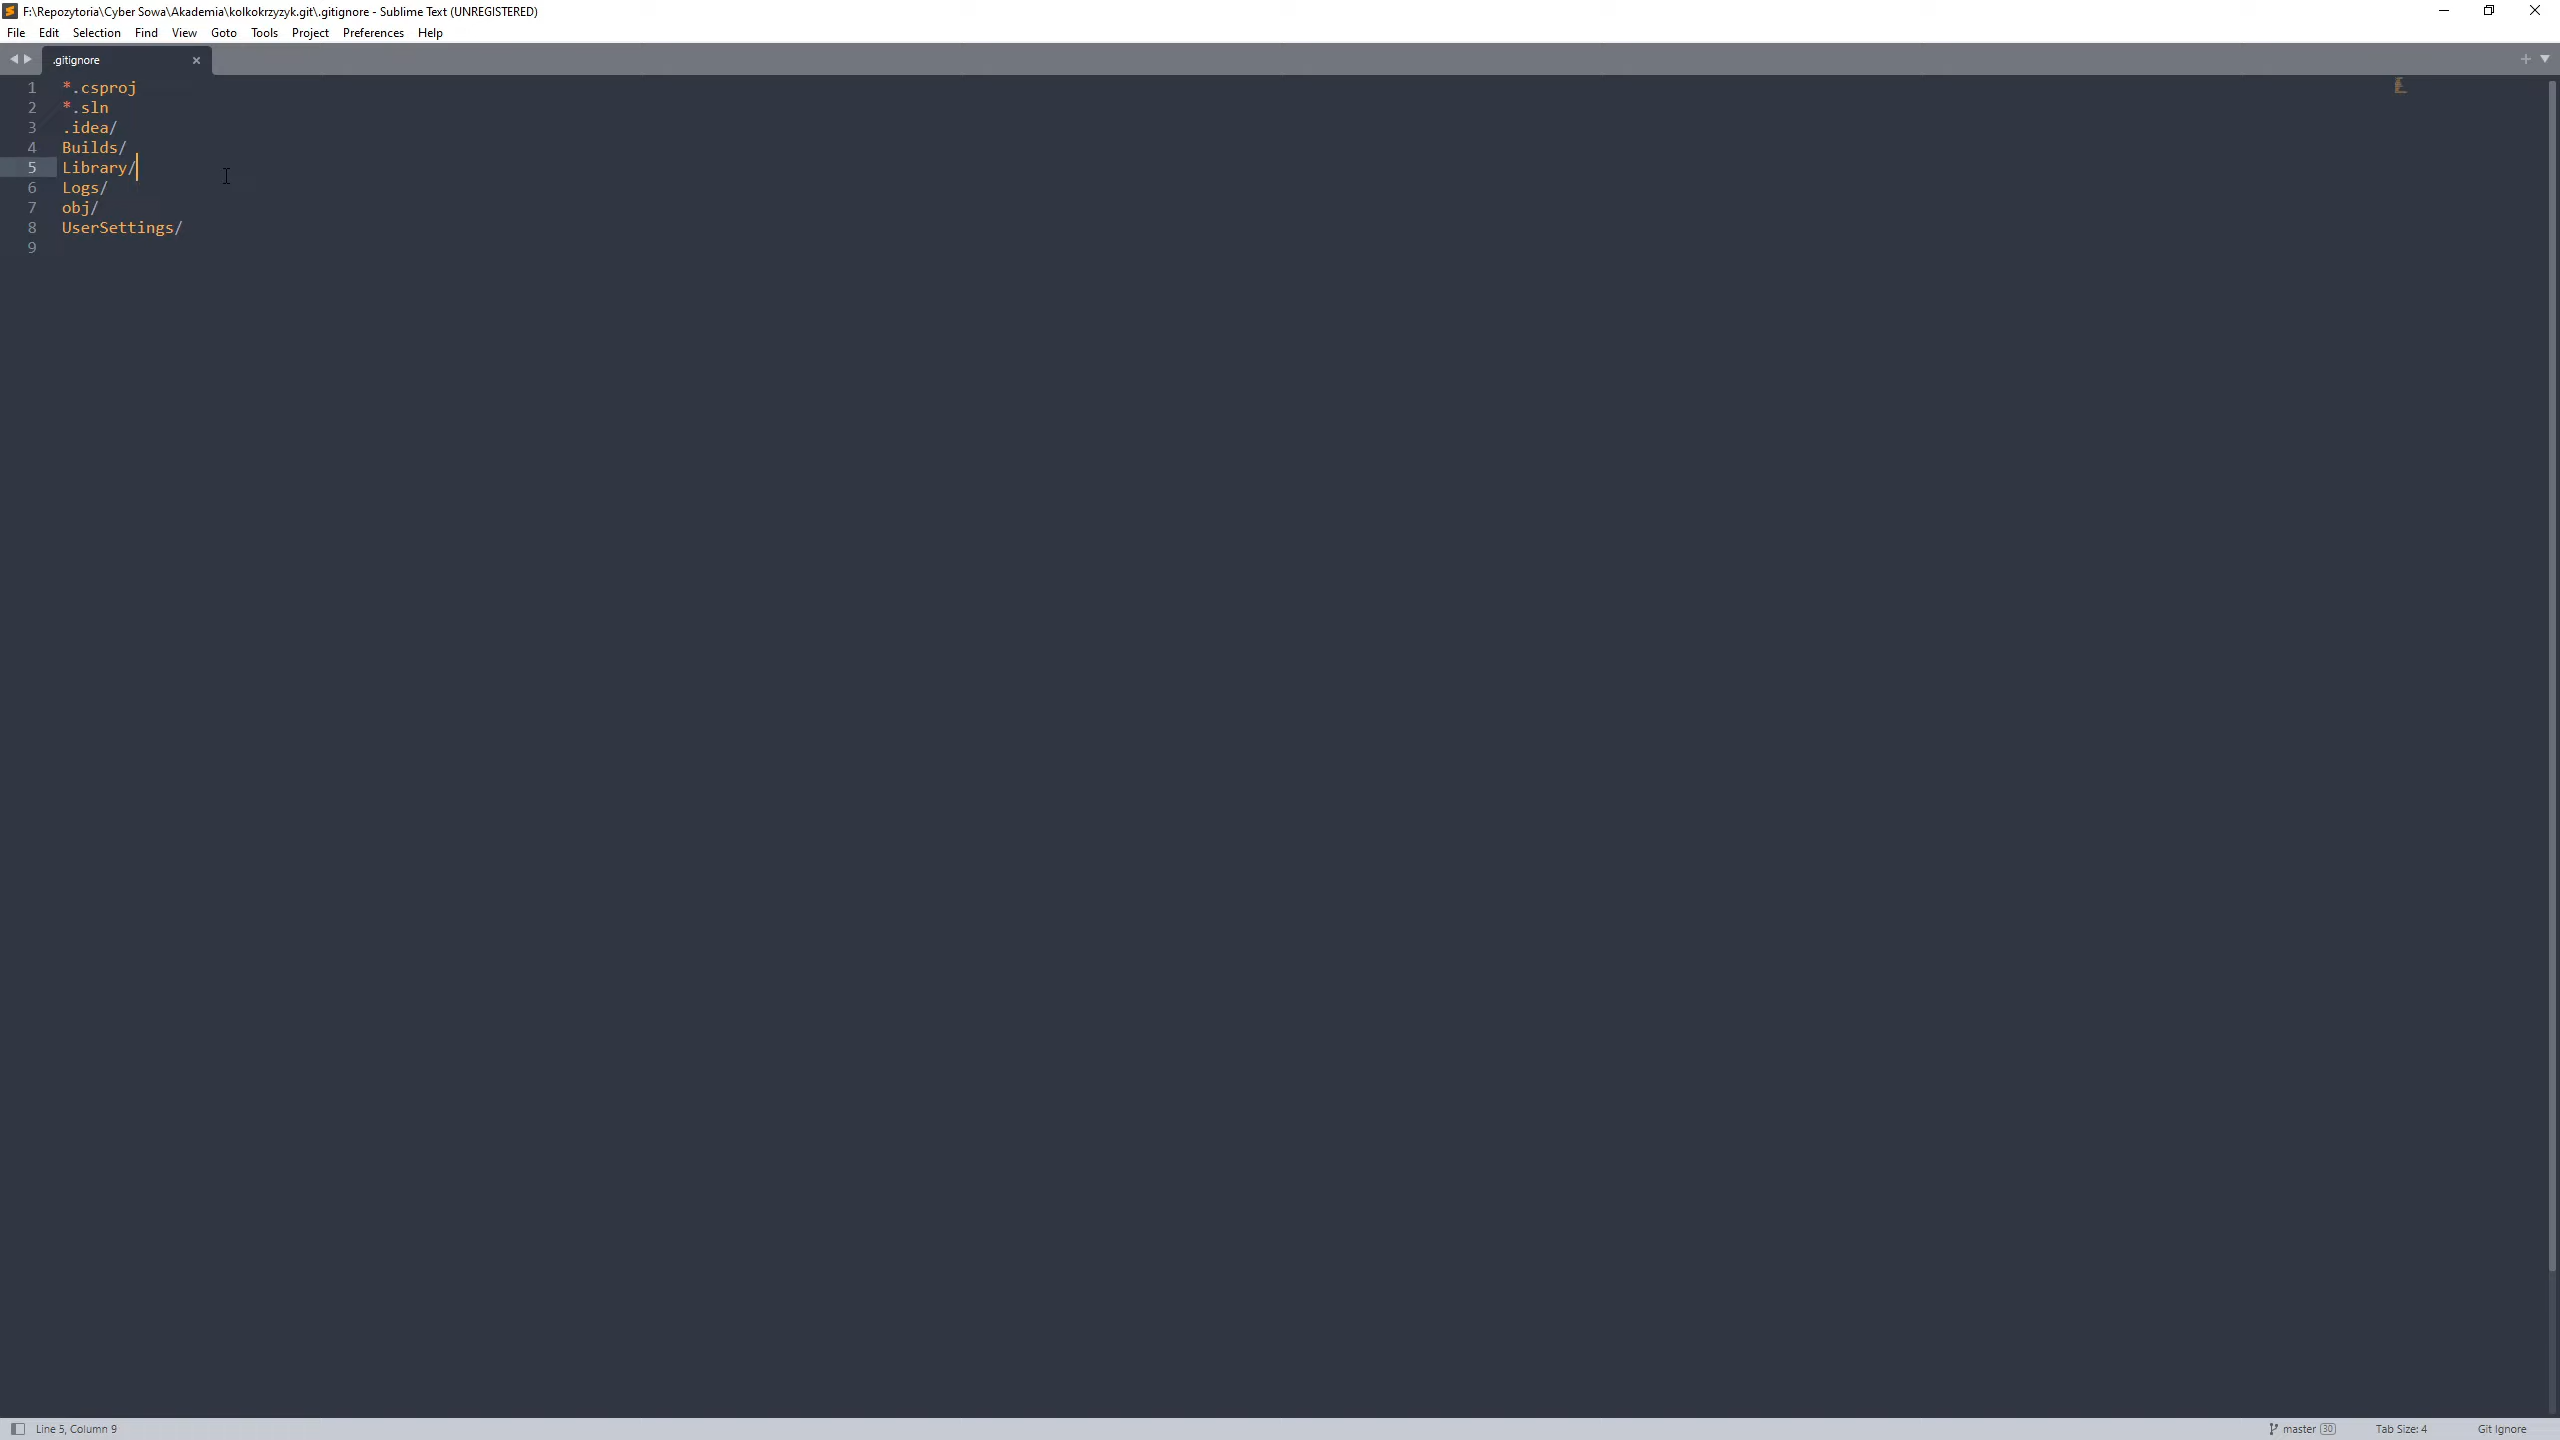 F:\Repozytoria\Cyber Sowa\Akademia\kolkokrzyzyk.git\.gitignore - Sublime Text (UNREGISTERED)
File Edit Selection Find View Goto Tools Project Preferences Help
.gitignore
1 *.csproj
2 *.sln
3 .idea/
4 Builds/
5 Library/
6 Logs/
7 obj/
8 UserSettings/
9
Line 5, Column 9 master 30 Tab Size: 4 Git Ignore